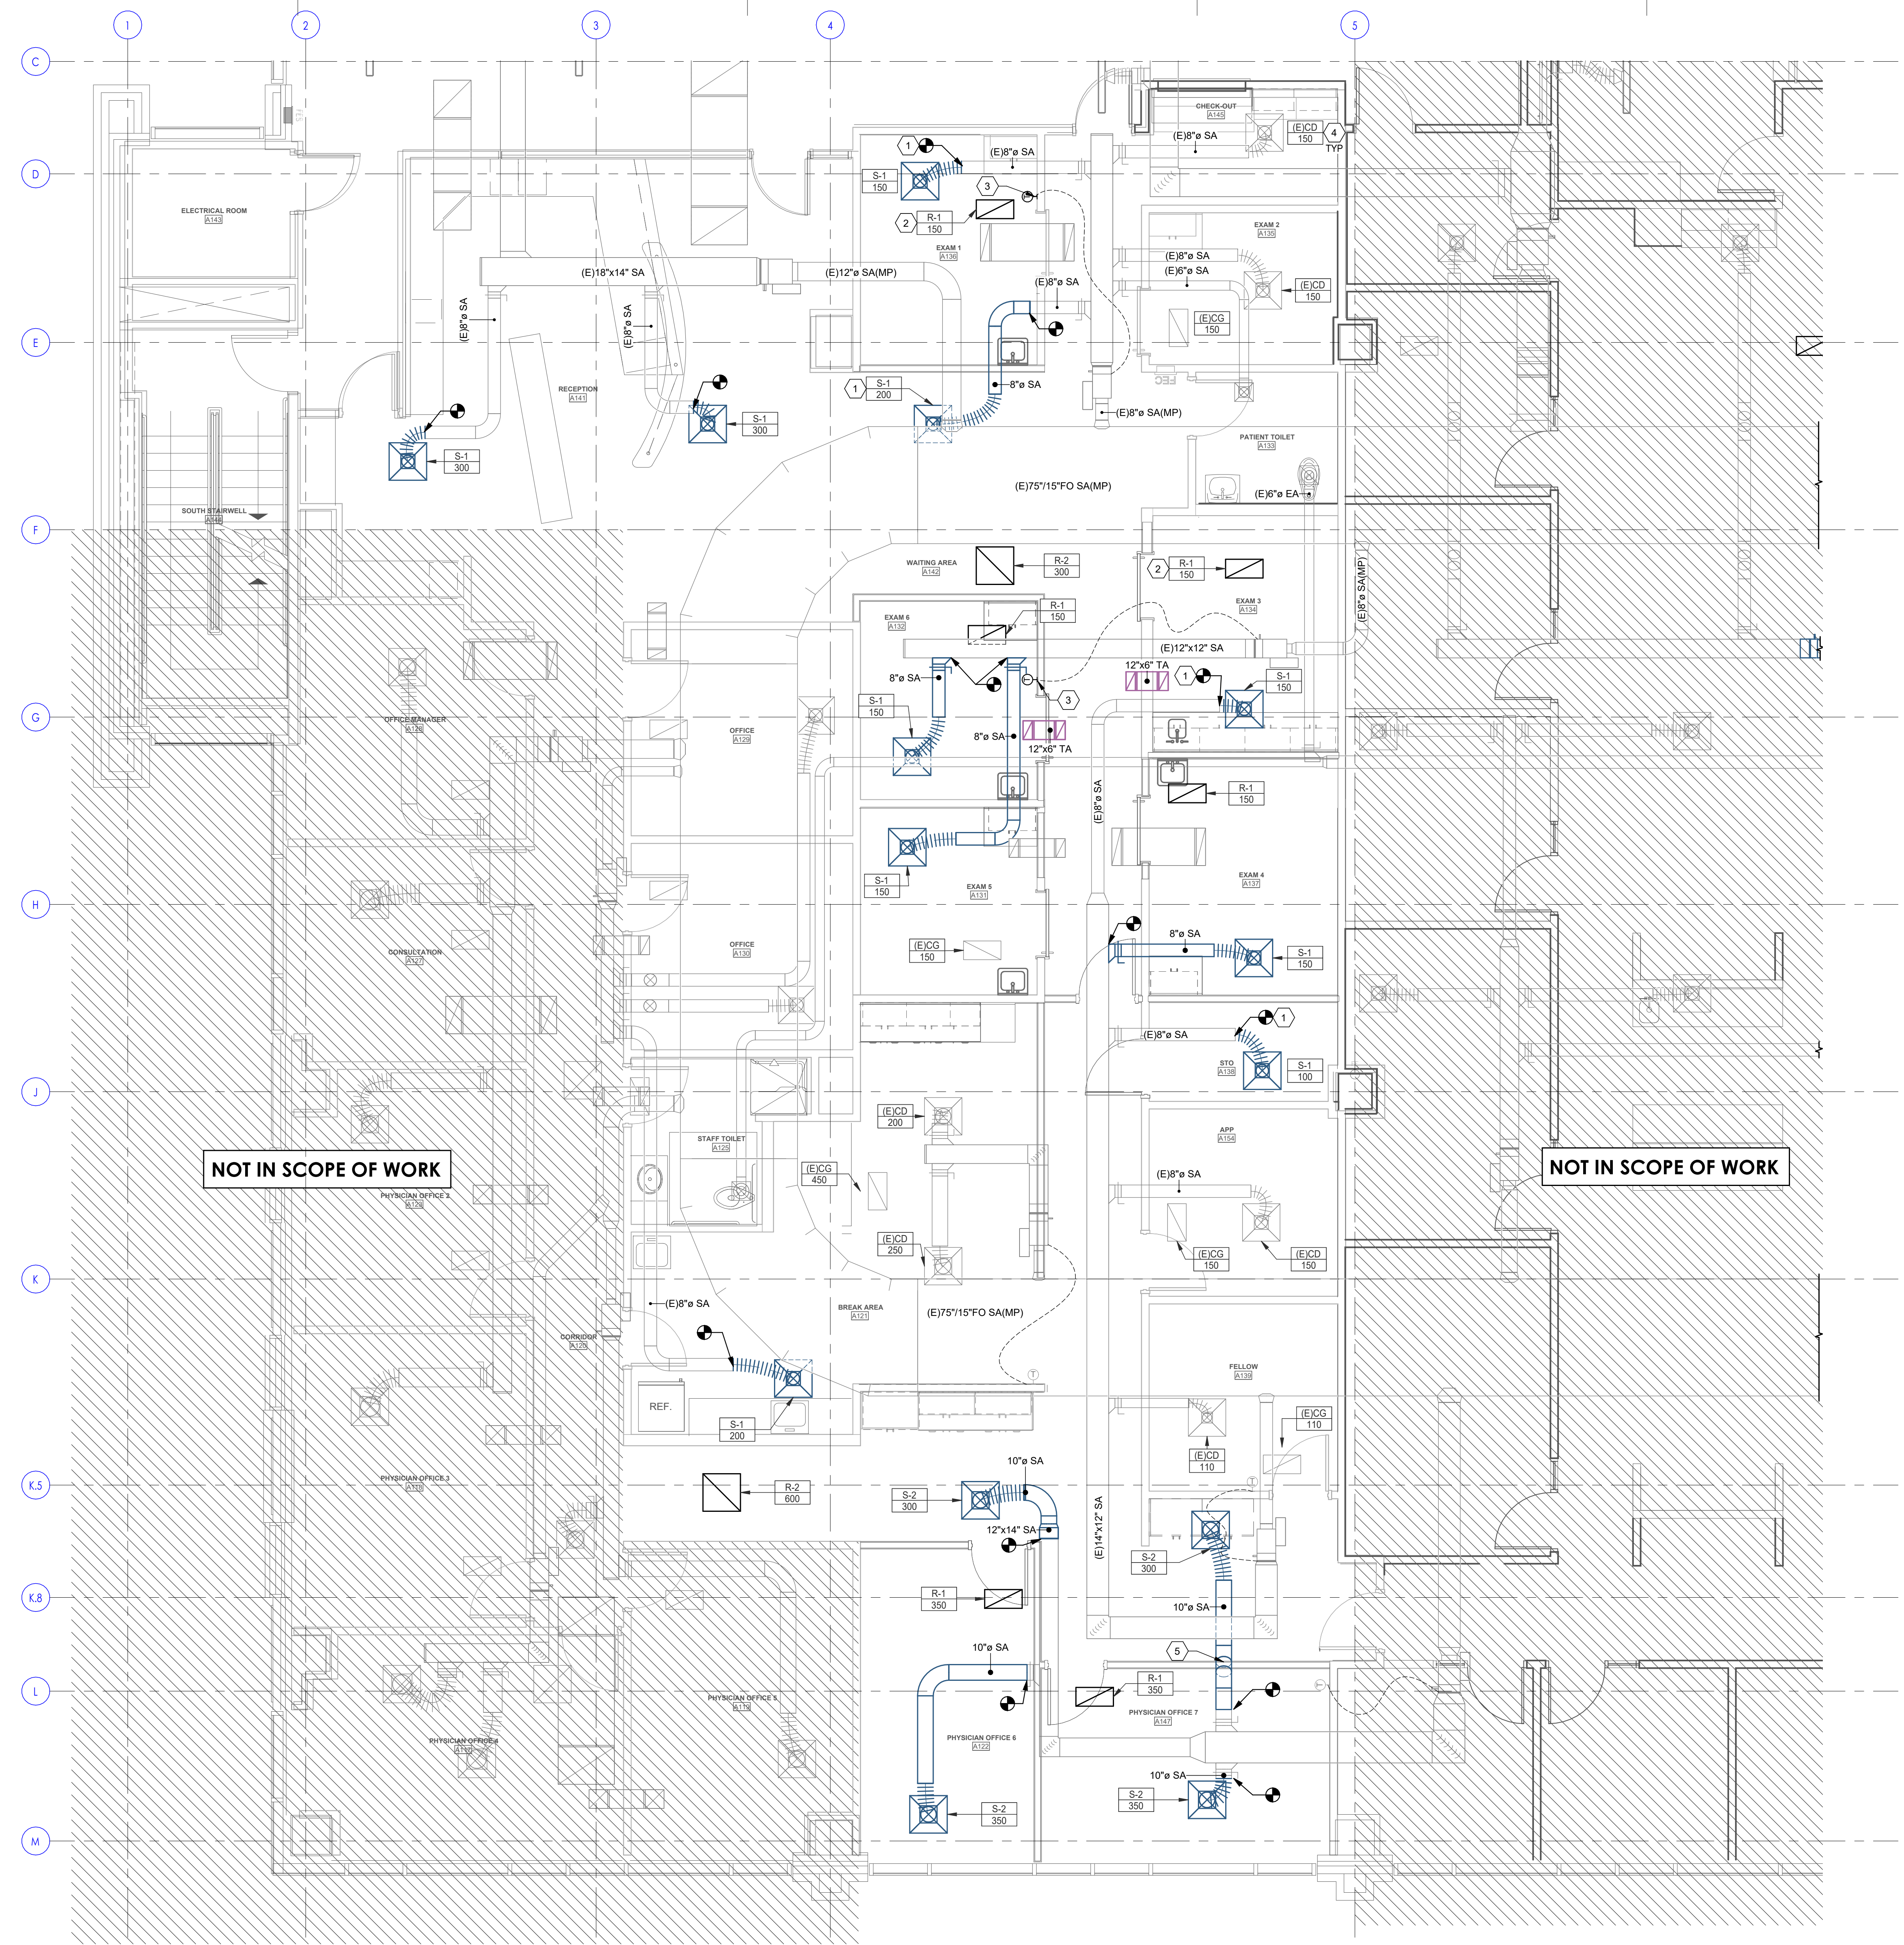 1
2
3
4
5
C
CHECK-OUT
A145
(E)8"ø SA
(E)CD
150
4
TYP
1
(E)8"ø SA
D
S-1
150
3
ELECTRICAL ROOM
A143
2
R-1
150
EXAM 1
A136
EXAM 2
A135
(E)8"ø SA
(E)18"x14" SA
(E)12"ø SA(MP)
(E)6"ø SA
(E)8"ø SA
(E)CD
150
(E)8"ø SA
(E)8"ø SA
(E)CG
150
E
FEC
RECEPTION
A141
1
S-1
200
8"ø SA
(E)8"ø SA(MP)
S-1
300
PATIENT TOILET
A133
S-1
300
(E)75"/15"FO SA(MP)
(E)6"ø EA
SOUTH STAIRWELL
A148
F
WAITING AREA
A142
R-2
300
2
R-1
150
(E)8"ø SA(MP)
EXAM 6
A132
R-1
150
EXAM 3
A134
(E)12"x12" SA
12"x6" TA
8"ø SA
1
S-1
150
3
S-1
150
G
OFFICE MANAGER
A128
OFFICE
A129
8"ø SA
12"x6" TA
R-1
150
(E)8"ø SA
S-1
150
EXAM 5
A131
EXAM 4
A137
H
8"ø SA
CONSULTATION
A127
OFFICE
A130
(E)CG
150
S-1
150
1
(E)8"ø SA
STO
A138
S-1
100
J
(E)CD
200
APP
A154
STAFF TOILET
A125
NOT IN SCOPE OF WORK
NOT IN SCOPE OF WORK
(E)CG
450
(E)8"ø SA
PHYSICIAN OFFICE 2
(E)CD
250
(E)CG
150
(E)CD
150
K
(E)8"ø SA
BREAK AREA
A121
(E)75"/15"FO SA(MP)
CORRIDOR
A120
FELLOW
A139
T
REF.
S-1
200
(E)CG
110
(E)CD
110
10"ø SA
PHYSICIAN OFFICE 3
A118
T
K.5
R-2
600
S-2
300
12"x14" SA
(E)14"x12" SA
S-2
300
K.8
R-1
350
10"ø SA
10"ø SA
5
R-1
350
L
PHYSICIAN OFFICE 5
A119
PHYSICIAN OFFICE 7
A147
PHYSICIAN OFFICE 4
A117
PHYSICIAN OFFICE 6
A122
10"ø SA
S-2
350
S-2
350
M